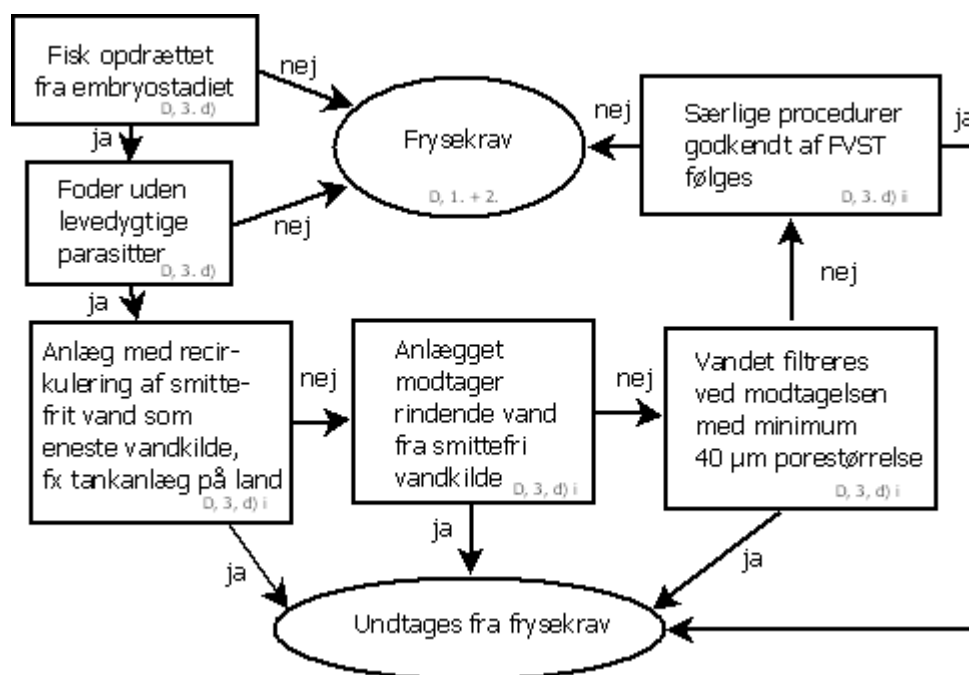 Fisk opdrættet
fra embryostadiet
D, 3. d)
nej
ja
Frysekrav
D, 1. + 2.
nej
Særlige procedurer
godkendt af FVST
følges
D, 3. d) ii
ja
Foder uden
levedygtige
parasitter
D, 3. d)
nej
ja
nej
Anlæg med recir-
kulering af smitte-
frit vand som
eneste vandkilde,
fx tankanlæg på land
D, 3, d) i
nej
Anlægget
modtager
rindende vand
fra smittefri
vandkilde
D, 3, d) i
nej
Vandet filtreres
ved modtagelsen
med minimum
40 µm porestørrelse
D, 3, d) i
ja
ja
ja
Undtages fra frysekrav